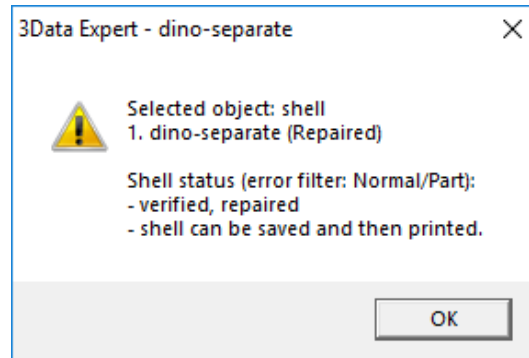 3Data Expert - dino-separate
Selected object: shell
1. dino-separate (Repaired)
Shell status (error filter: Normal/Part):
- verified, repaired
- shell can be saved and then printed.
OK